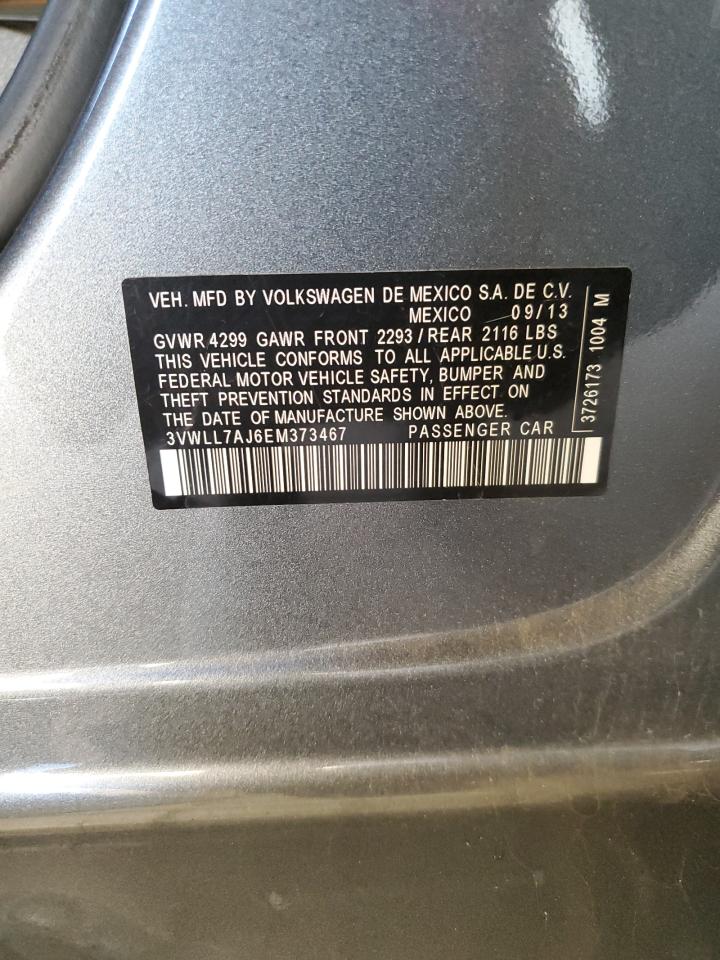 VEH. MFD BY VOLKSWAGEN DE MEXICO S.A. DE C.V.
MEXICO 09/13
GVWR 4299 GAWR FRONT 2293/REAR 2116 LBS
THIS VEHICLE CONFORMS TO ALL APPLICABLE U.S.
FEDERAL MOTOR VEHICLE SAFETY, BUMPER AND
THEFT PREVENTION STANDARDS IN EFFECT ON
THE DATE OF MANUFACTURE SHOWN ABOVE.
3VWLL7AJ6EM373467 PASSENGER CAR
3726173 1004 M